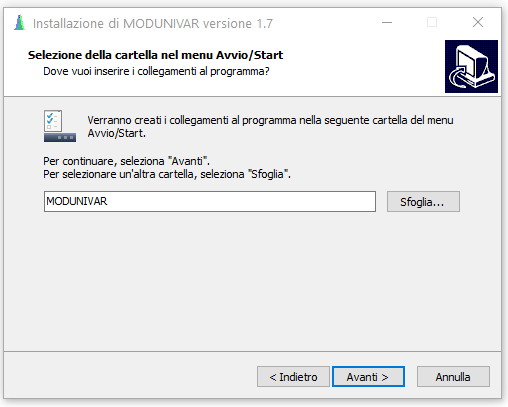 Installazione di MODUNIVAR versione 1.7
Selezione della cartella nel menu Avvio/Start
Dove vuoi inserire i collegamenti al programma?
Verranno creati i collegamenti al programma nella seguente cartella del menu
Avvio/Start.
Per continuare, seleziona "Avanti".
Per selezionare un'altra cartella, seleziona "Sfoglia".
MODUNIVAR
Sfoglia...
< Indietro
Avanti >
Annulla